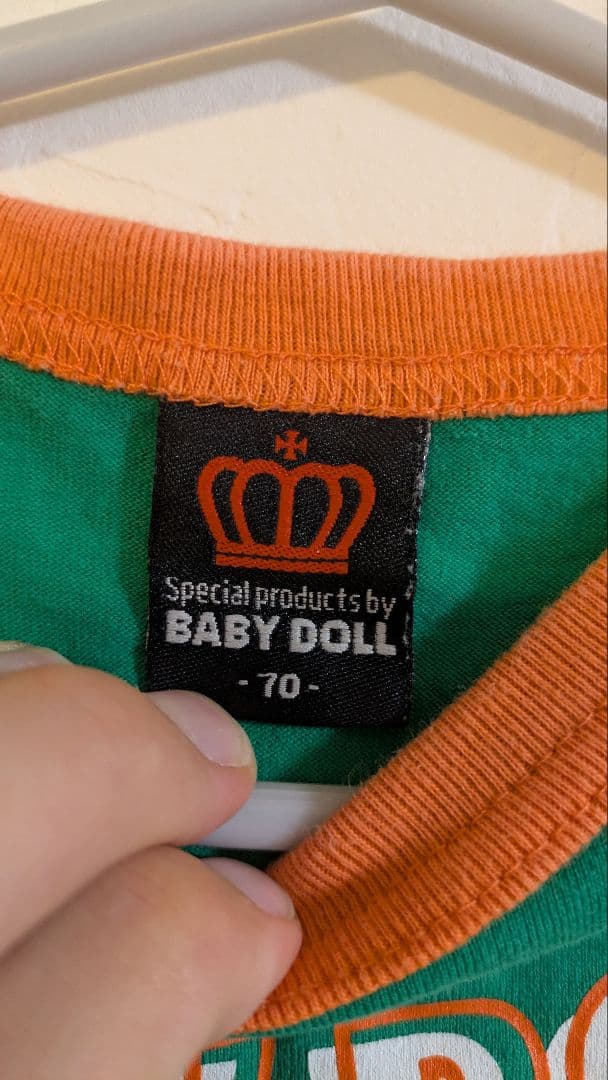 Special products by
BABY DOLL
- 70 -